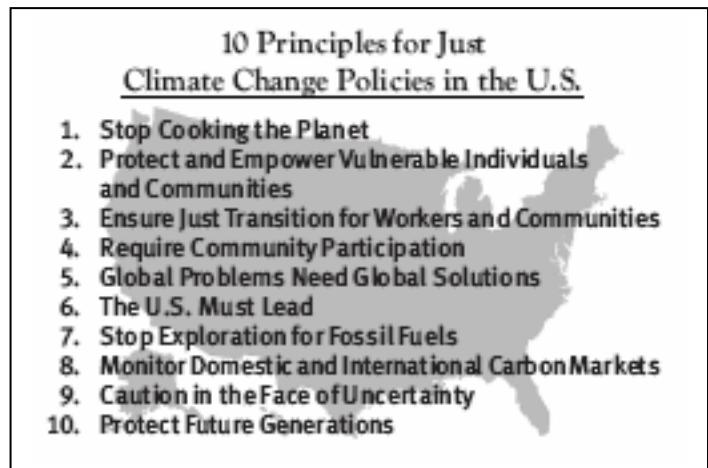 10 Principles for Just
Climate Change Policies in the U.S.
1. Stop Cooking the Planet
2. Protect and Empower Vulnerable Individuals
and Communities
3. Ensure Just Transition for Workers and Communities
4. Require Community Participation
5. Global Problems Need Global Solutions
6. The U.S. Must Lead
7. Stop Exploration for Fossil Fuels
8. Monitor Domestic and International Carbon Markets
9. Caution in the Face of Uncertainty
10. Protect Future Generations